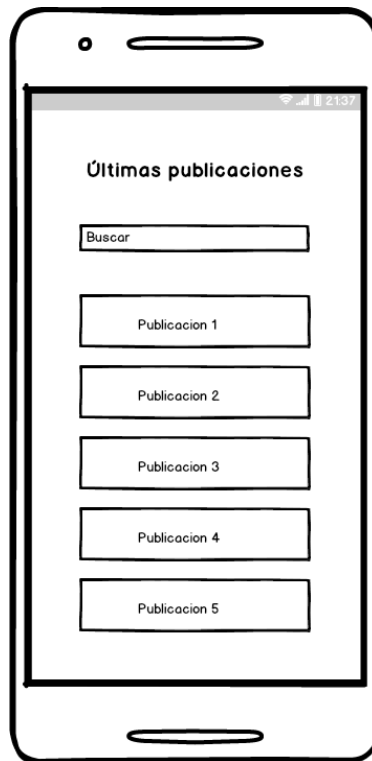 21:37
Últimas publicaciones
Buscar
Publicacion 1
Publicacion 2
Publicacion 3
Publicacion 4
Publicacion 5